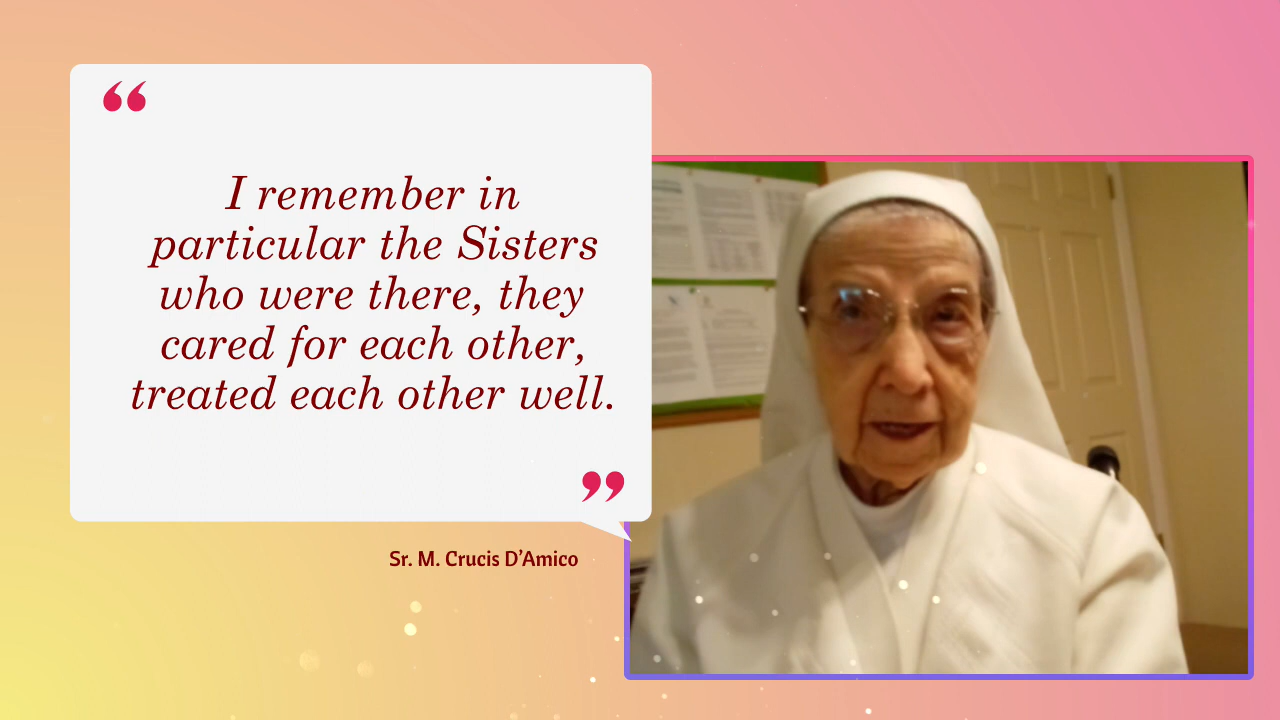 “
I remember in
particular the Sisters
who were there, they
cared for each other,
treated each other well.
”
Sr. M. Crucis D’Amico